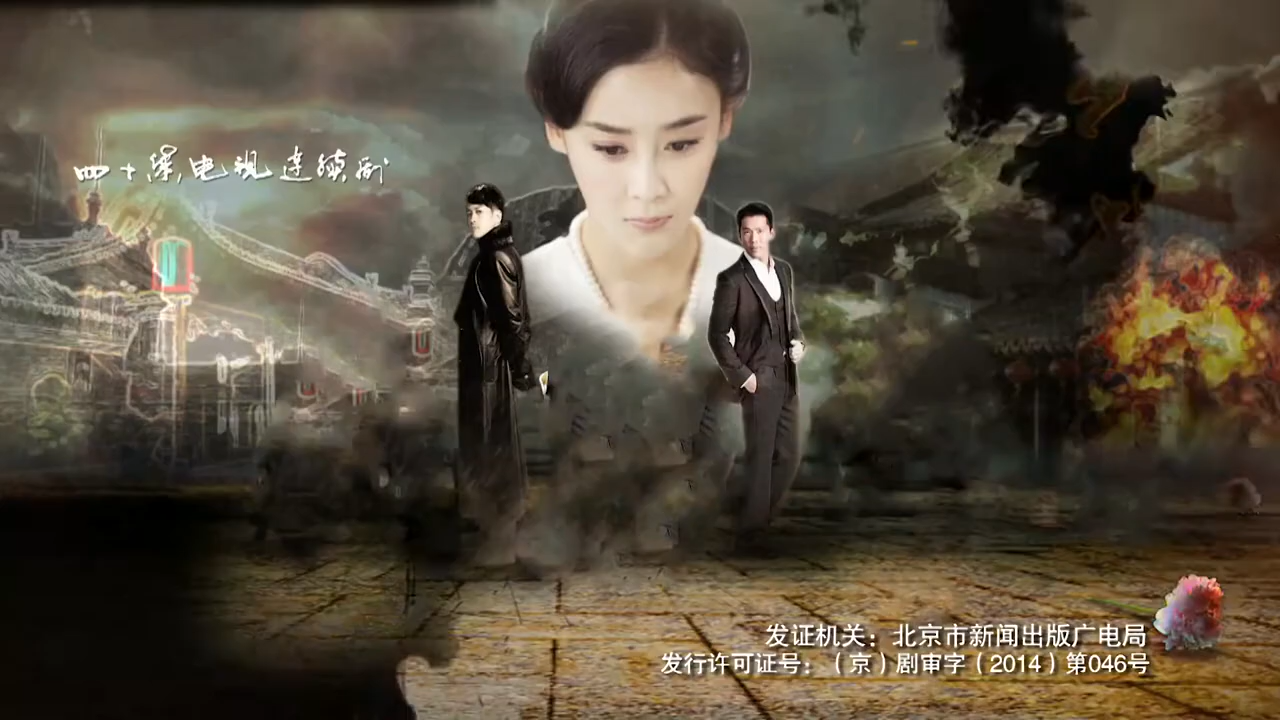 四十集电视连续剧
发证机关：北京市新闻出版广电局
发行许可证号：（京）剧审字（2014）第046号